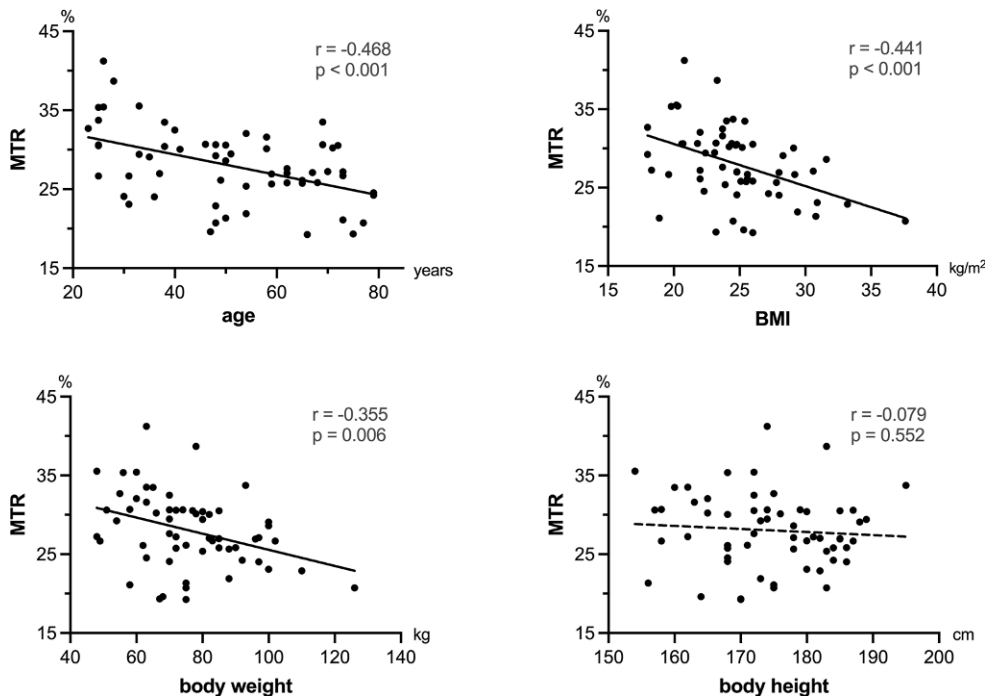 %
45
35
25
15
MTR
r = -0.468
p < 0.001
20 40 60 80
years
age
%
45
35
25
15
MTR
r = -0.441
p < 0.001
15 20 25 30 35 40
kg/m²
BMI
%
45
35
25
15
MTR
r = -0.355
p = 0.006
40 60 80 100 120 140
kg
body weight
%
45
35
25
15
MTR
r = -0.079
p = 0.552
150 160 170 180 190 200
cm
body height